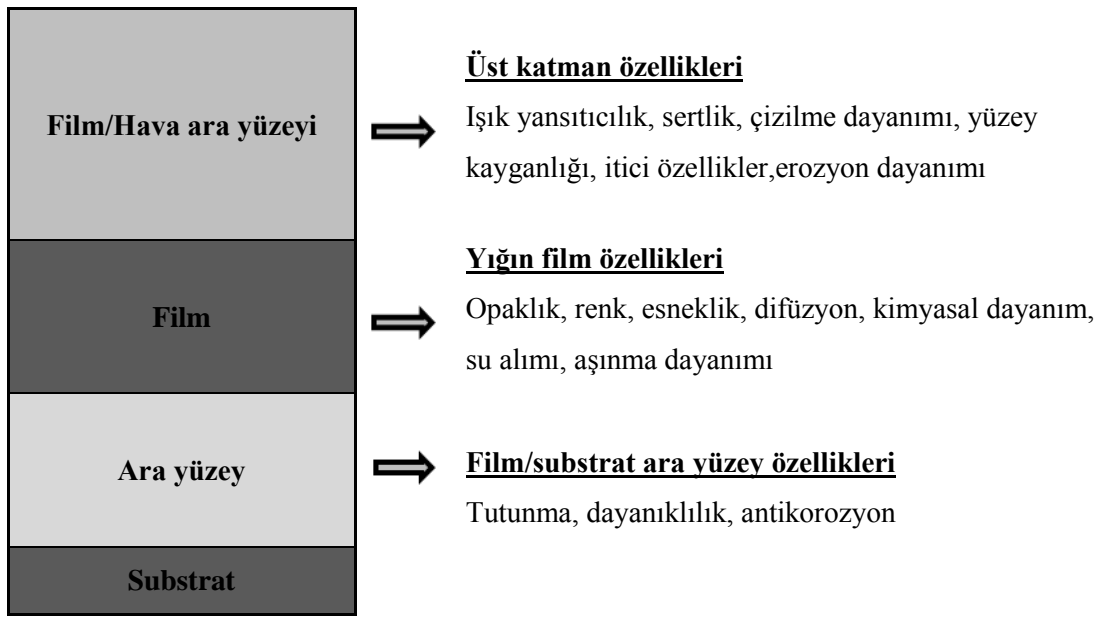 Film/Hava ara yüzeyi
Üst katman özellikleri
Işık yansıtıcılık, sertlik, çizilme dayanımı, yüzey
kayganlığı, itici özellikler,erozyon dayanımı
Film
Yığın film özellikleri
Opaklık, renk, esneklik, difüzyon, kimyasal dayanım,
su alımı, aşınma dayanımı
Ara yüzey
Film/substrat ara yüzey özellikleri
Tutunma, dayanıklılık, antikorozyon
Substrat